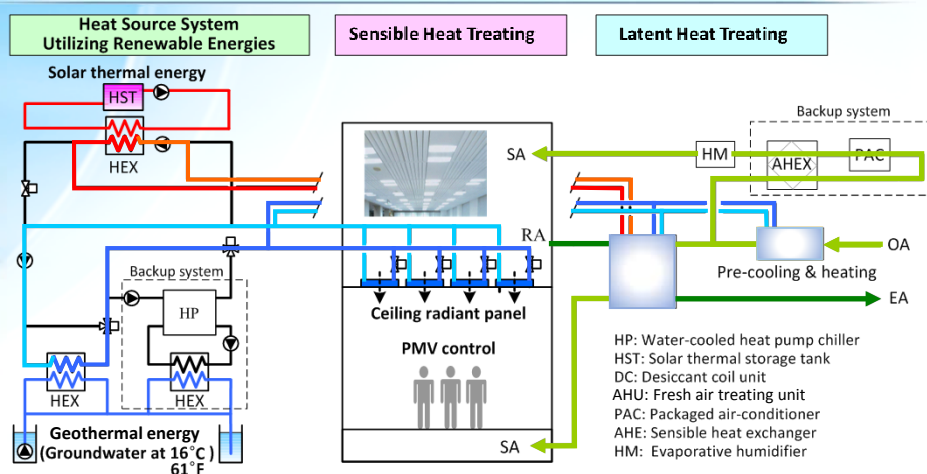 Heat Source System
Utilizing Renewable Energies
Sensible Heat Treating
Latent Heat Treating
Solar thermal energy
HST
HEX
Backup system
SA
HM
AHEX
PAC
RA
OA
Pre-cooling & heating
EA
Backup system
HP
Ceiling radiant panel
PMV control
HEX
HEX
Geothermal energy
(Groundwater at 16°C )
61°F
SA
HP: Water-cooled heat pump chiller
HST: Solar thermal storage tank
DC: Desiccant coil unit
AHU: Fresh air treating unit
PAC: Packaged air-conditioner
AHE: Sensible heat exchanger
HM: Evaporative humidifier